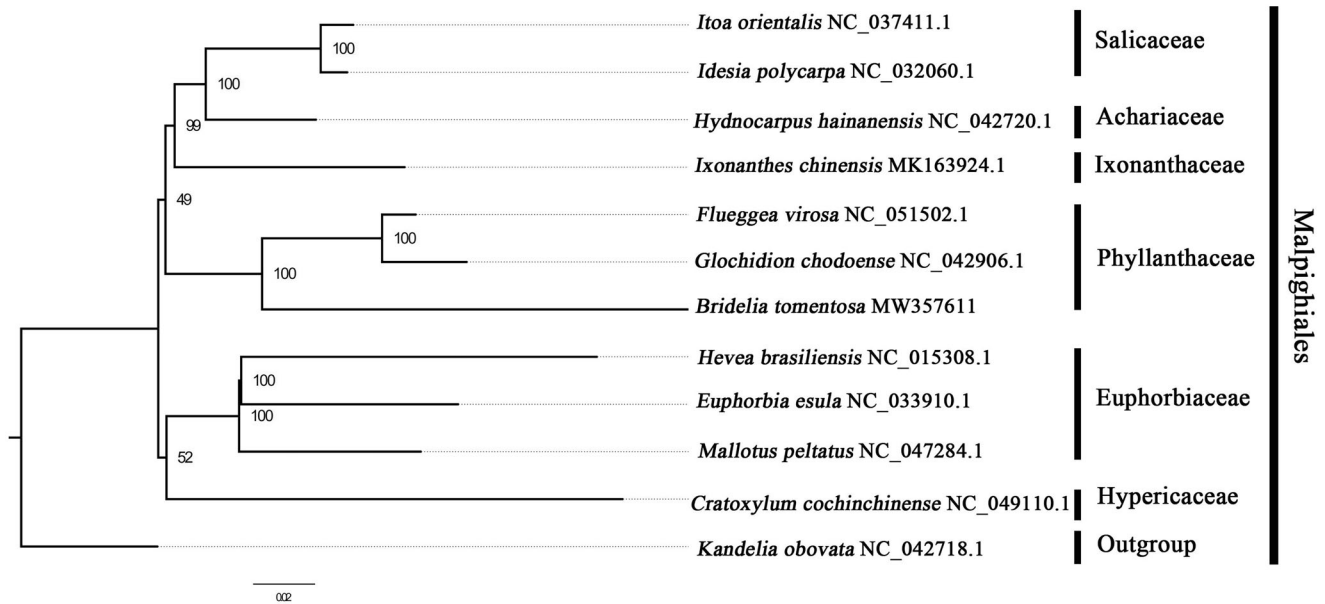 Itoa orientalis NC_037411.1
Salicaceae
100
Idesia polycarpa NC_032060.1
100
Hydnocarpus hainanensis NC_042720.1
Achariaceae
99
Ixonanthes chinensis MK163924.1
Ixonanthaceae
49
Flueggea virosa NC_051502.1
100
Glochidion chodoense NC_042906.1
Phyllanthaceae
100
Bridelia tomentosa MW357611
Malpighiales
Hevea brasiliensis NC_015308.1
100
Euphorbia esula NC_033910.1
Euphorbiaceae
100
Mallotus peltatus NC_047284.1
52
Cratoxylum cochinchinense NC_049110.1
Hypericaceae
Kandelia obovata NC_042718.1
Outgroup
0.02